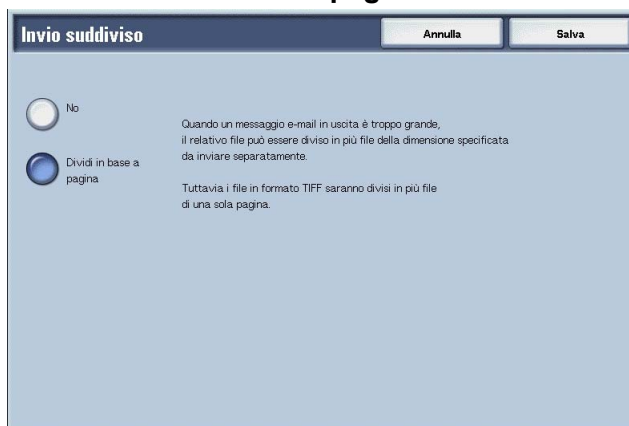 Invio suddiviso
Annulla
Salva
No
Quando un messaggio e-mail in uscita è troppo grande,
il relativo file può essere diviso in più file della dimensione specificata
da inviare separatamente.
Dividi in base a
pagina
Tuttavia i file in formato TIFF saranno divisi in più file
di una sola pagina.